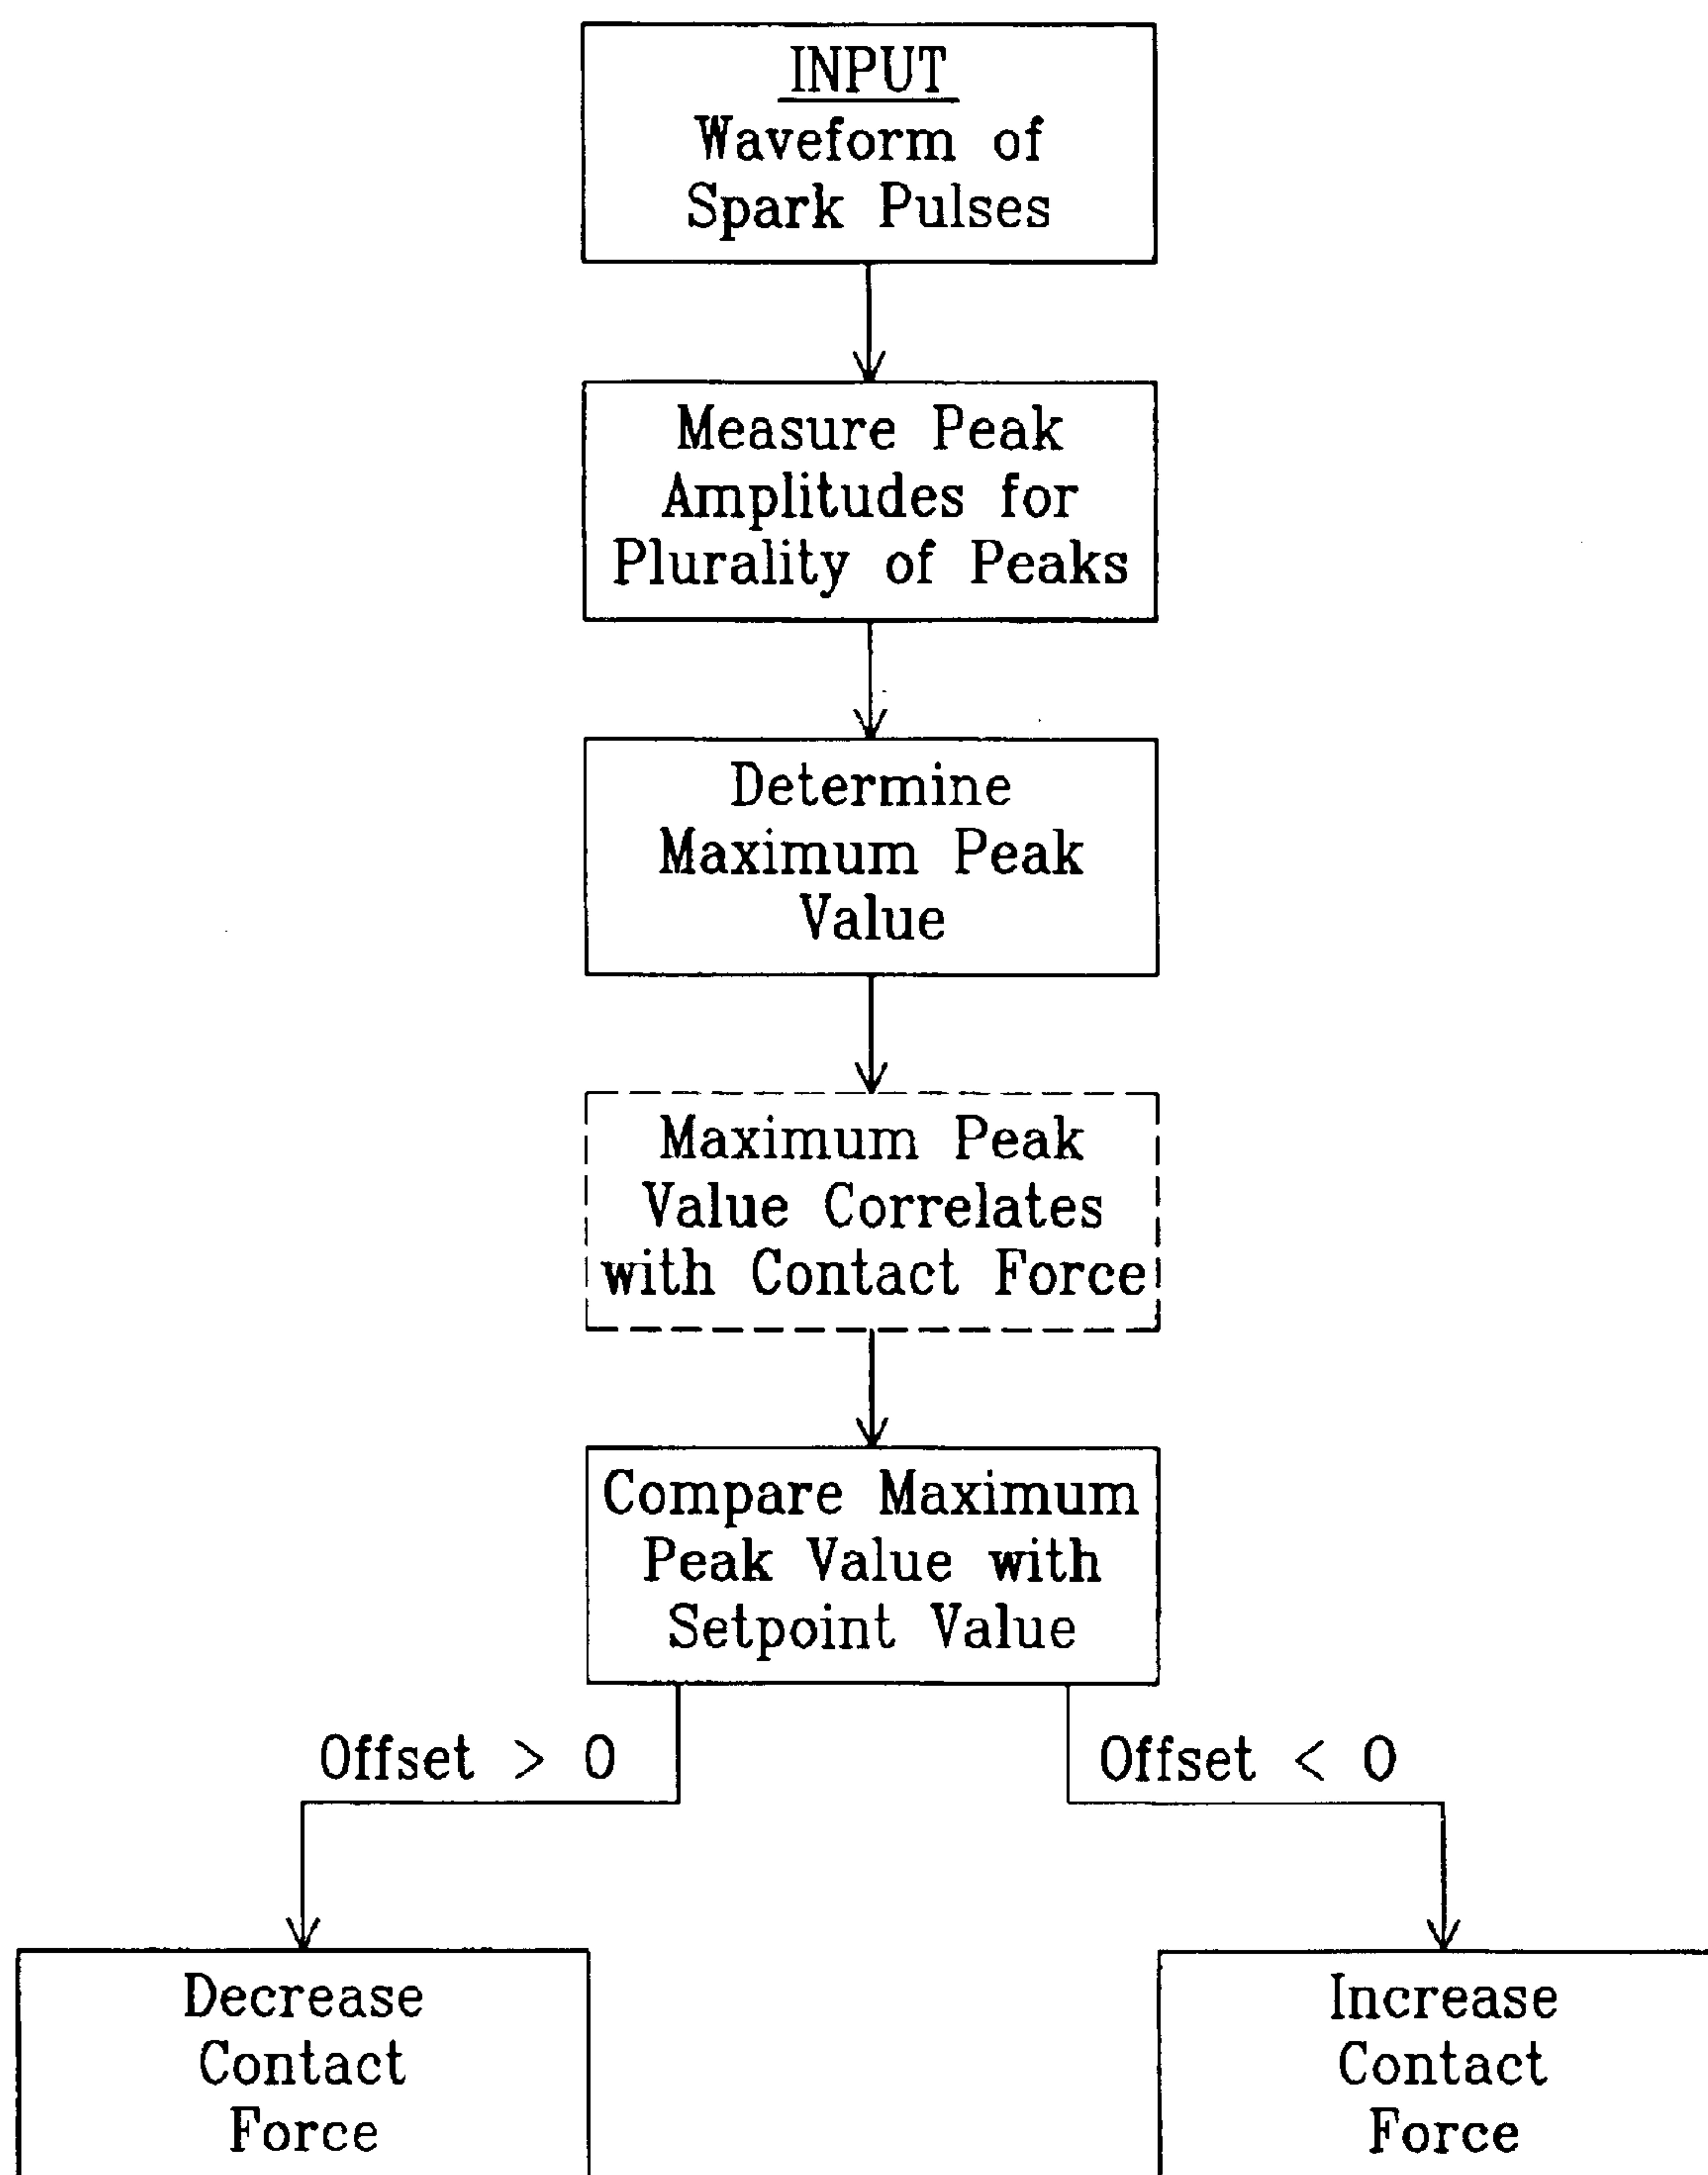 INPUT
Waveform of
Spark Pulses
Measure Peak
Amplitudes for
Plurality of Peaks
Determine
Maximum Peak
Value
Maximum Peak
Value Correlates
with Contact Force
Compare Maximum
Peak Value with
Setpoint Value
Offset > 0
Offset < 0
Decrease
Contact
Force
Increase
Contact
Force